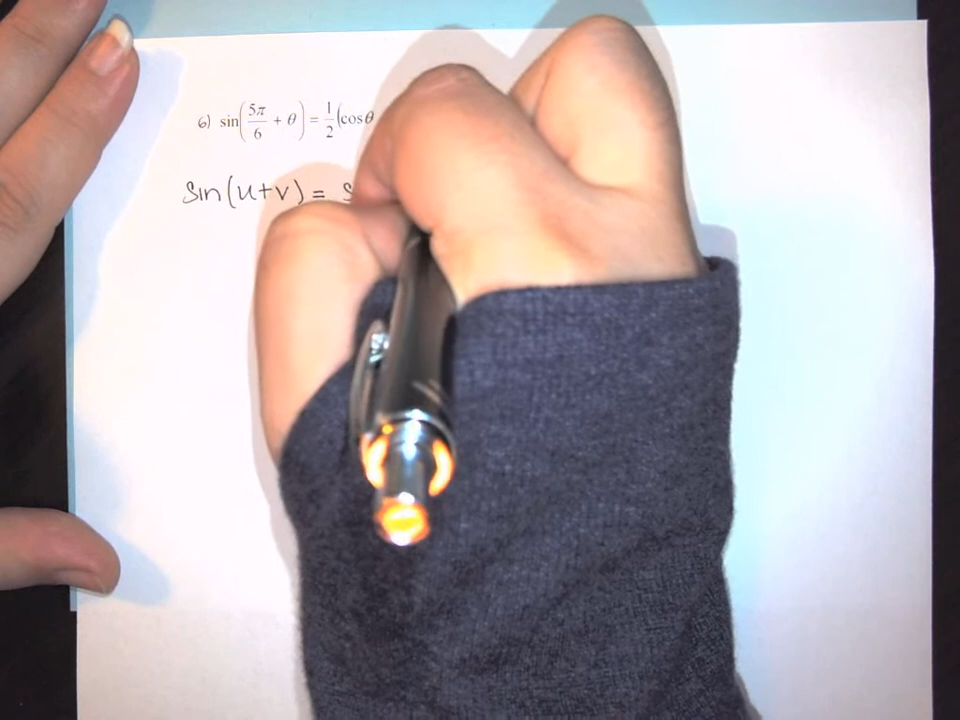 6) sin(5π/6 + θ) = 1/2 (cosθ
sin(u+v) = s